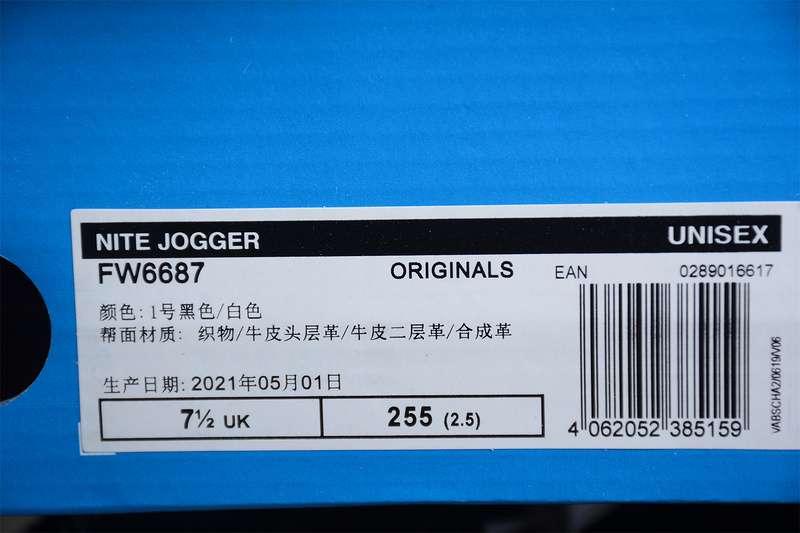 NITE JOGGER UNISEX
FW6687 ORIGINALS EAN 0289016617
颜色: 1号黑色/白色
帮面材质: 织物/牛皮头层革/牛皮二层革/合成革
生产日期: 2021年05月01日
7½ UK 255 (2.5)
4 062052 385159
VABSCHA2/0619/V06